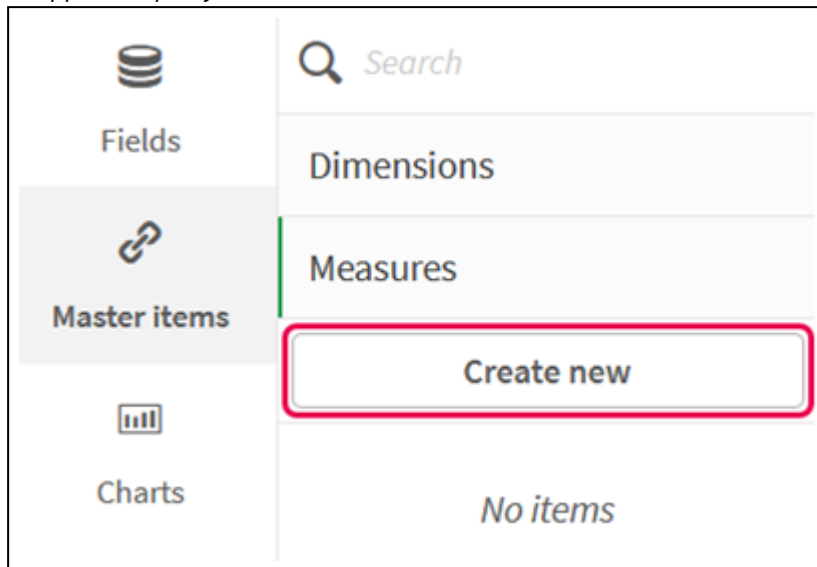 Search
Fields
Dimensions
Measures
Master items
Create new
Charts
No items